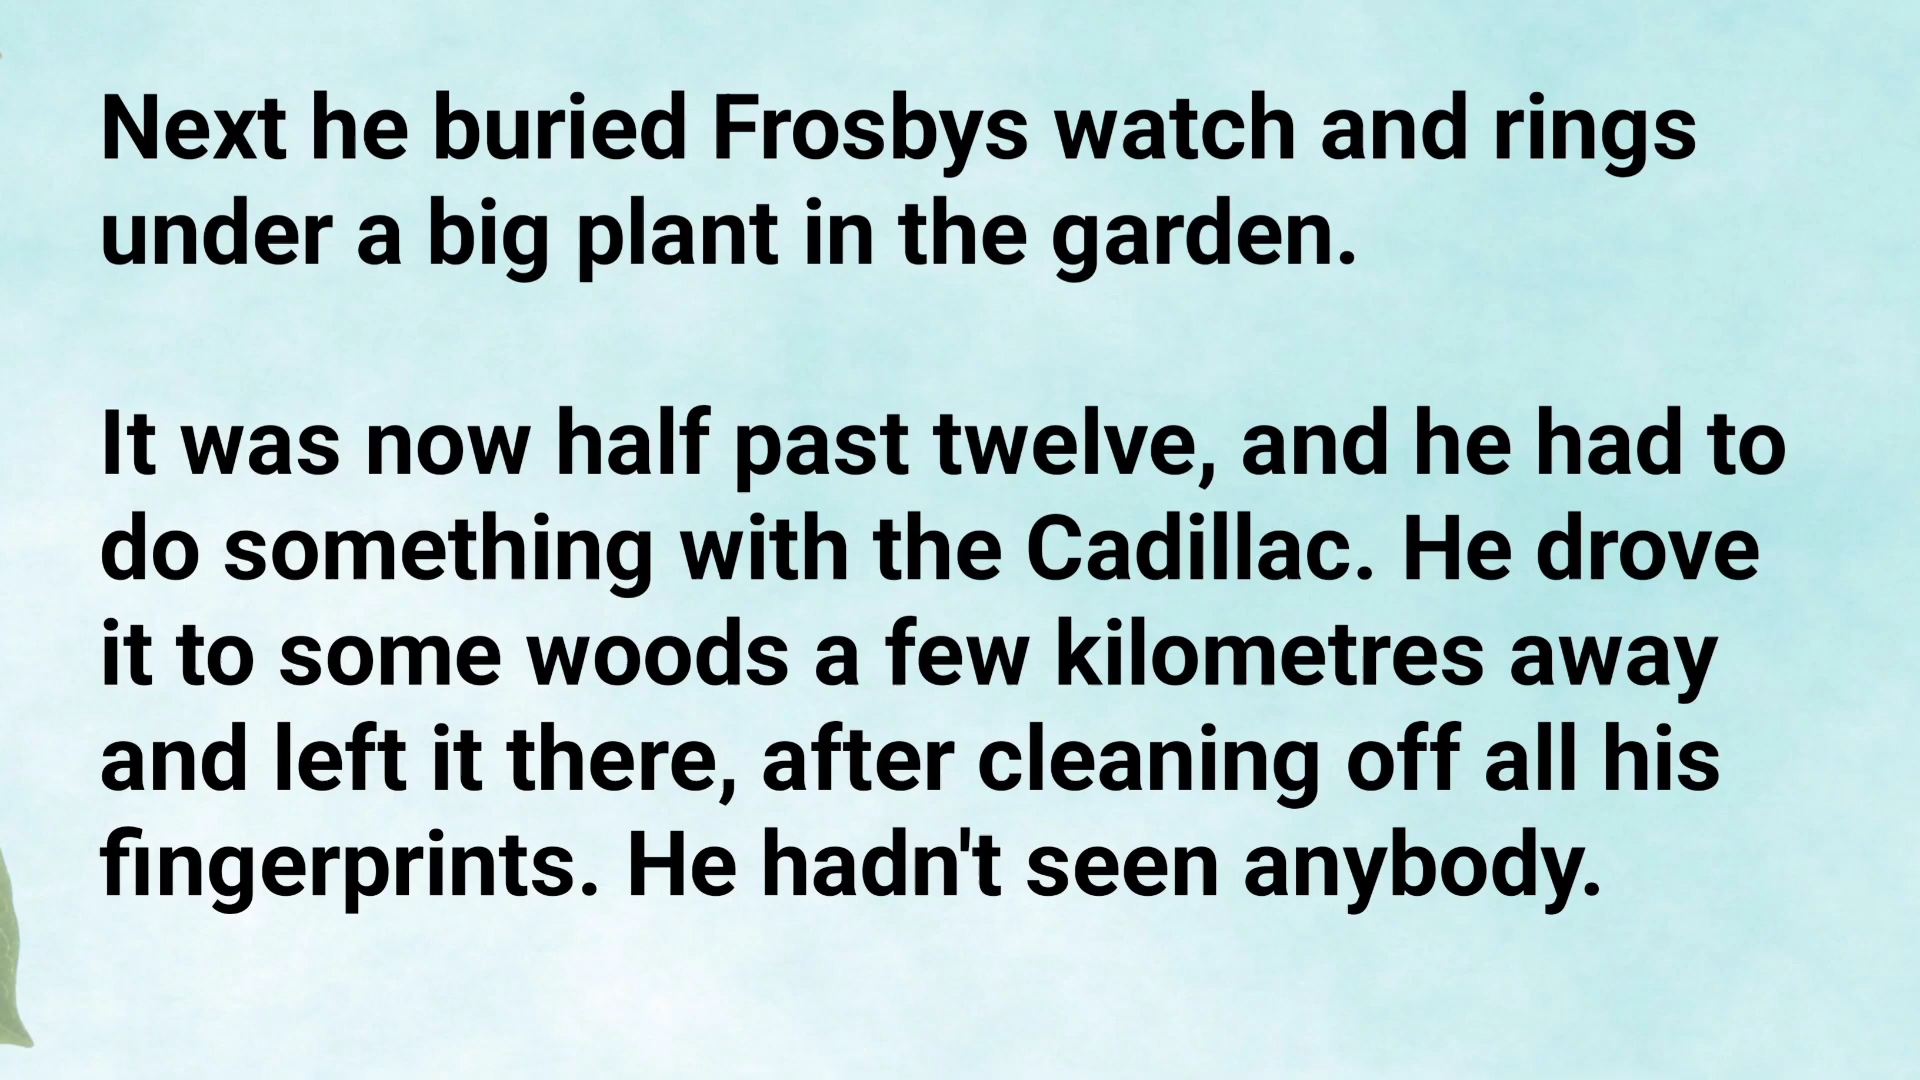 Next he buried Frosbys watch and rings
under a big plant in the garden.
It was now half past twelve, and he had to
do something with the Cadillac. He drove
it to some woods a few kilometres away
and left it there, after cleaning off all his
fingerprints. He hadn't seen anybody.